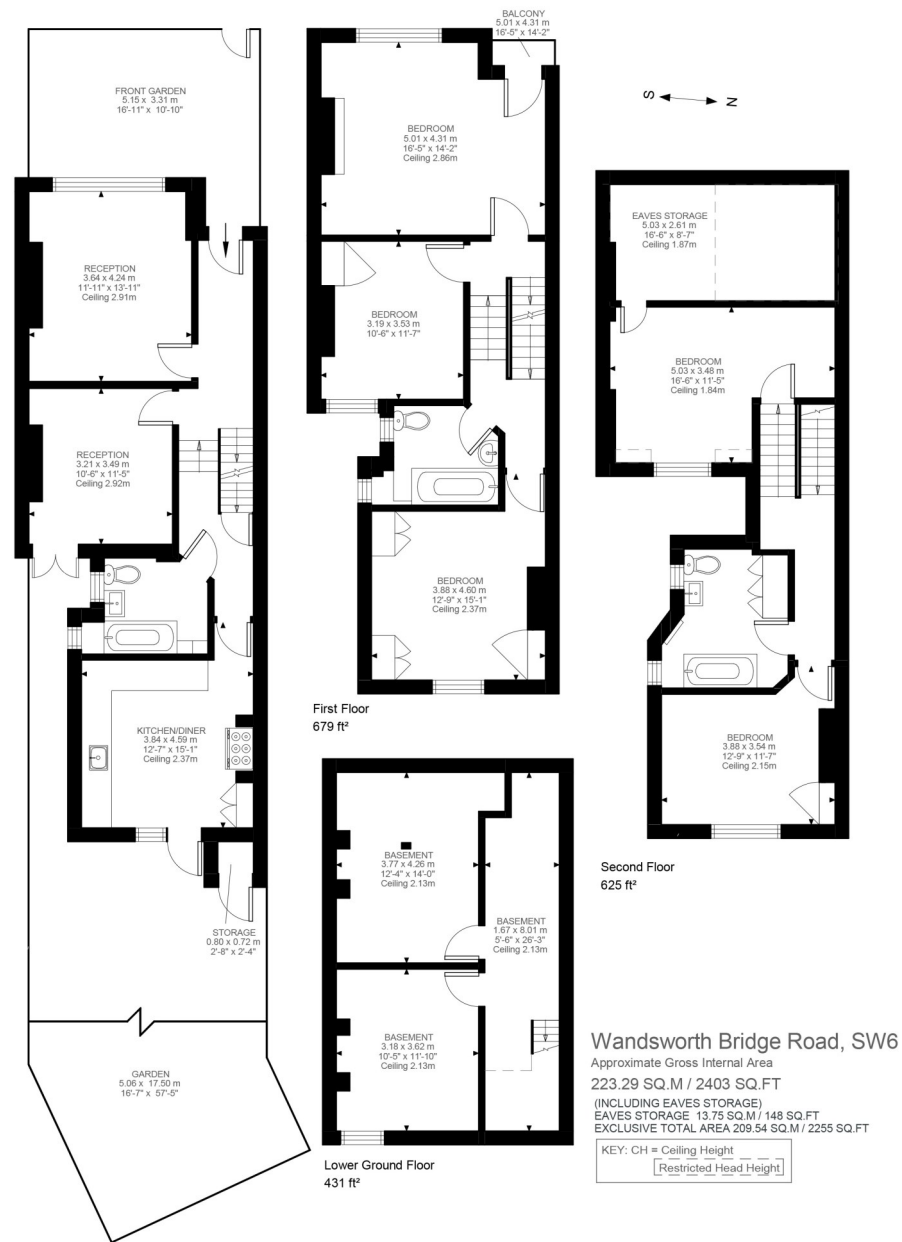 FRONT GARDEN
5.15 x 3.31 m
16'-11" x 10'-10"
RECEPTION
3.64 x 4.24 m
11'-11" x 13'-11"
Ceiling 2.91m
RECEPTION
3.21 x 3.49 m
10'-6" x 11'-5"
Ceiling 2.92m
KITCHEN/DINER
3.84 x 4.59 m
12'-7" x 15'-1"
Ceiling 2.37m
STORAGE
0.80 x 0.72 m
2'-8" x 2'-4"
GARDEN
5.06 x 17.50 m
16'-7" x 57'-5"
BALCONY
5.01 x 4.31 m
16'-5" x 14'-2"
BEDROOM
5.01 x 4.31 m
16'-5" x 14'-2"
Ceiling 2.86m
BEDROOM
3.19 x 3.53 m
10'-6" x 11'-7"
BEDROOM
3.88 x 4.60 m
12'-9" x 15'-1"
Ceiling 2.37m
First Floor
679 ft²
BASEMENT
3.77 x 4.26 m
12'-4" x 14'-0"
Ceiling 2.13m
BASEMENT
1.67 x 8.01 m
5'-6" x 26'-3"
Ceiling 2.13m
BASEMENT
3.18 x 3.62 m
10'-5" x 11'-10"
Ceiling 2.13m
Lower Ground Floor
431 ft²
S N
EAVES STORAGE
5.03 x 2.61 m
16'-6" x 8'-7"
Ceiling 1.87m
BEDROOM
5.03 x 3.48 m
16'-6" x 11'-5"
Ceiling 1.84m
BEDROOM
3.88 x 3.54 m
12'-9" x 11'-7"
Ceiling 2.15m
Second Floor
625 ft²
Wandsworth Bridge Road, SW6
Approximate Gross Internal Area
223.29 SQ.M / 2403 SQ.FT
(INCLUDING EAVES STORAGE)
EAVES STORAGE 13.75 SQ.M / 148 SQ.FT
EXCLUSIVE TOTAL AREA 209.54 SQ.M / 2255 SQ.FT
KEY: CH = Ceiling Height
Restricted Head Height